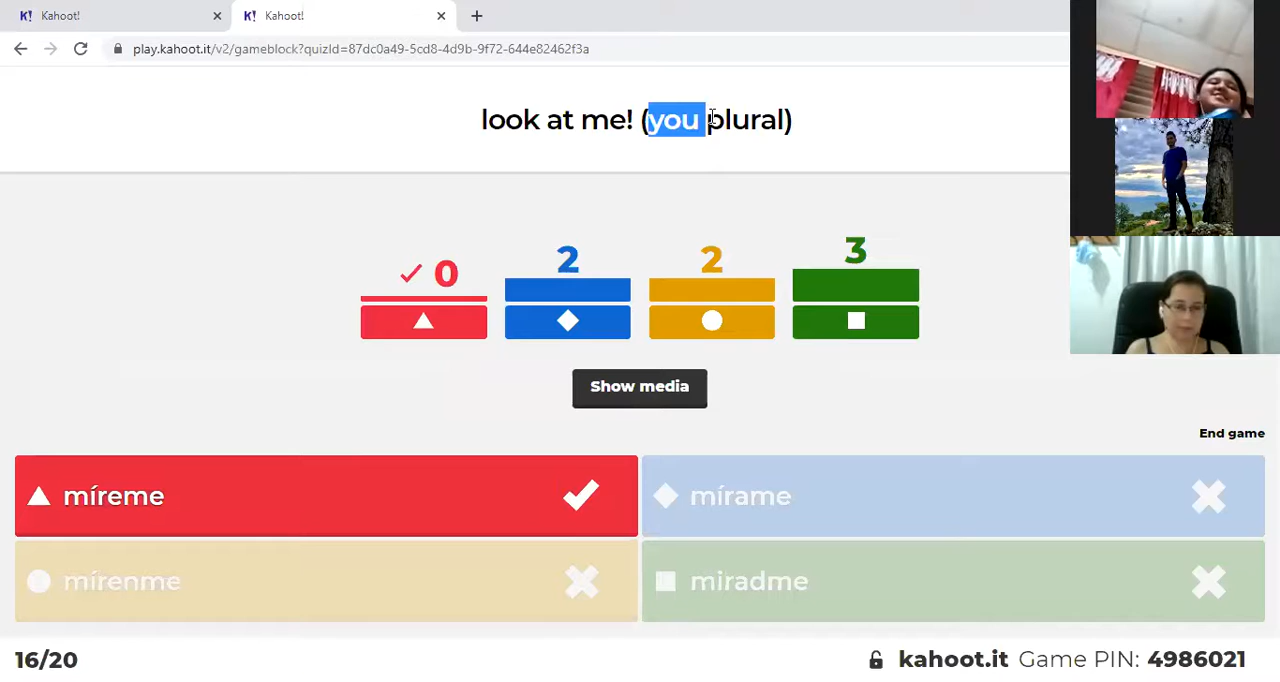 K! Kahoot!
K! Kahoot!
play.kahoot.it/v2/gameblock?quizId=87dc0a49-5cd8-4d9b-9f72-644e82462f3a
look at me! (you plural)
0
2
2
3
Show media
End game
míreme
mírame
mírenme
miradme
16/20
kahoot.it Game PIN: 4986021